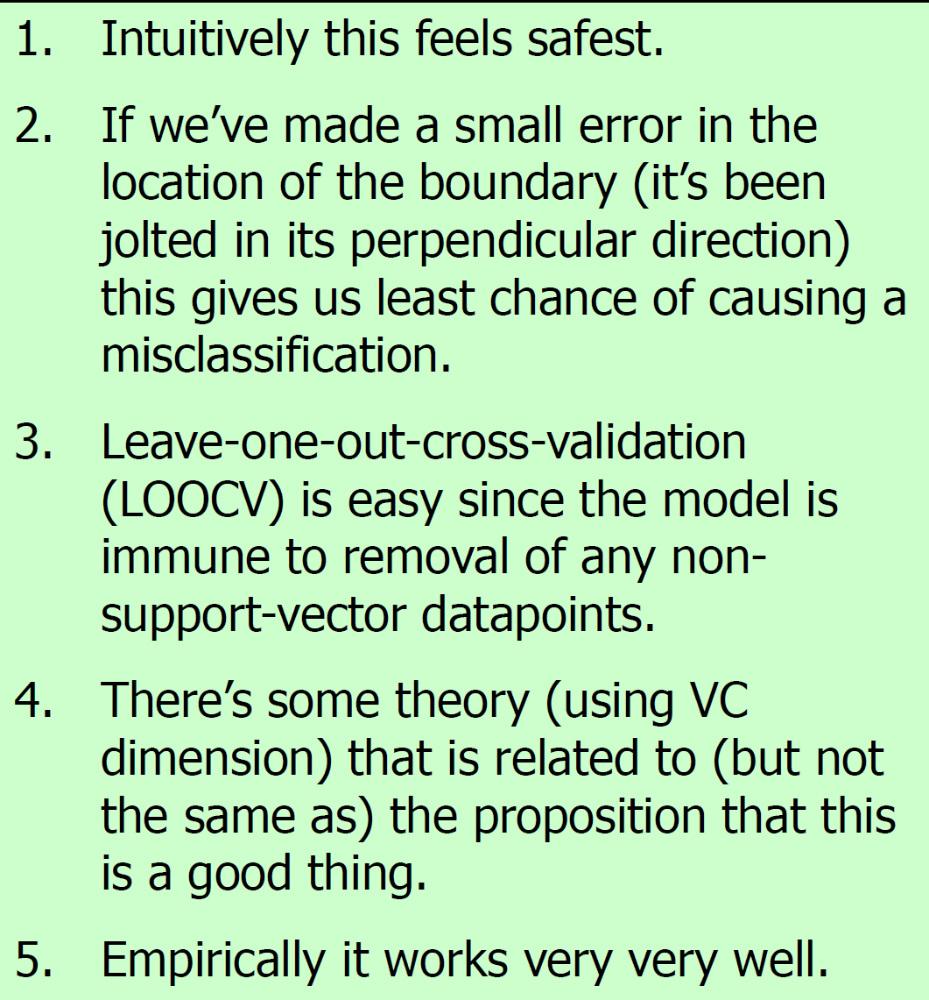 1. Intuitively this feels safest.
2. If we’ve made a small error in the
location of the boundary (it’s been
jolted in its perpendicular direction)
this gives us least chance of causing a
misclassification.
3. Leave-one-out-cross-validation
(LOOCV) is easy since the model is
immune to removal of any non-
support-vector datapoints.
4. There’s some theory (using VC
dimension) that is related to (but not
the same as) the proposition that this
is a good thing.
5. Empirically it works very very well.